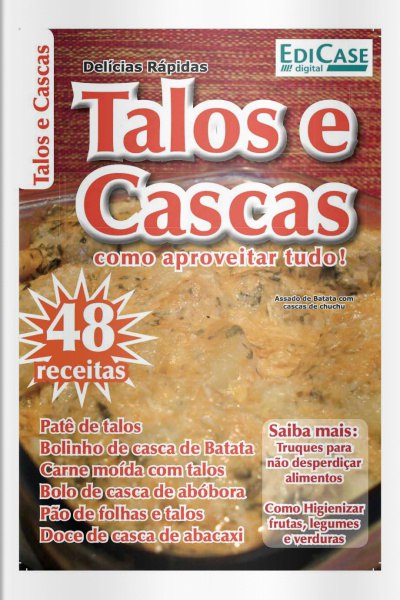 Talos e Cascas
Delícias Rápidas
EDICASE
digital
Talos e
Cascas
como aproveitar tudo!
Assado de Batata com
cascas de chuchu
48
receitas
Patê de talos
Bolinho de casca de Batata
Carne moída com talos
Bolo de casca de abóbora
Pão de folhas e talos
Doce de casca de abacaxi
Saiba mais:
Truques para
não desperdiçar
alimentos
Como Higienizar
frutas, legumes
e verduras